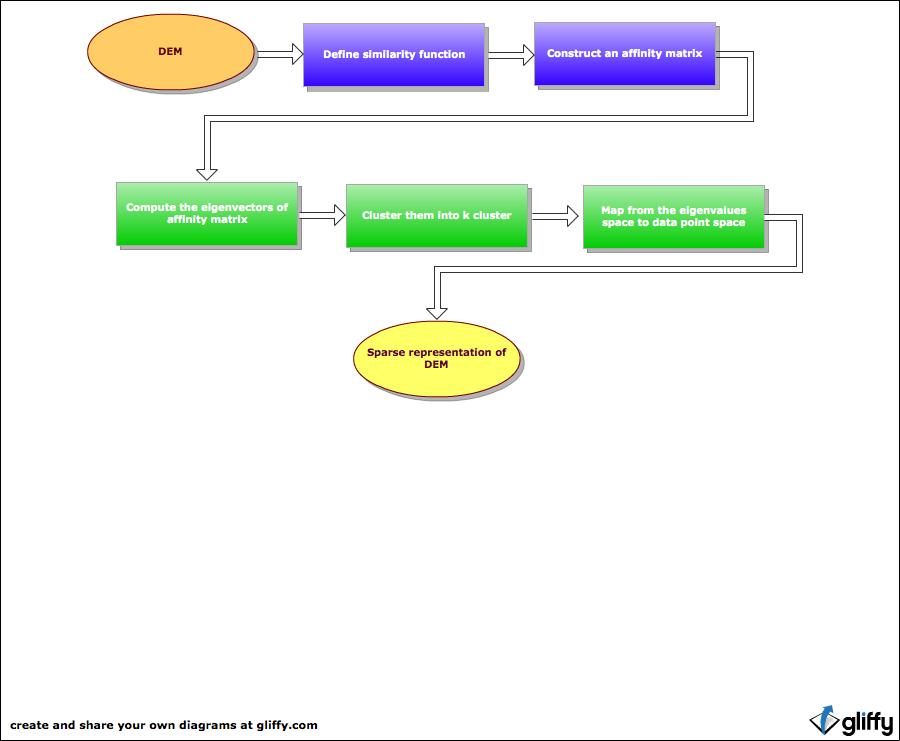 DEM
Define similarity function
Construct an affinity matrix
Compute the eigenvectors of
affinity matrix
Cluster them into k cluster
Map from the eigenvalues
space to data point space
Sparse representation of
DEM
create and share your own diagrams at gliffy.com
gliffy